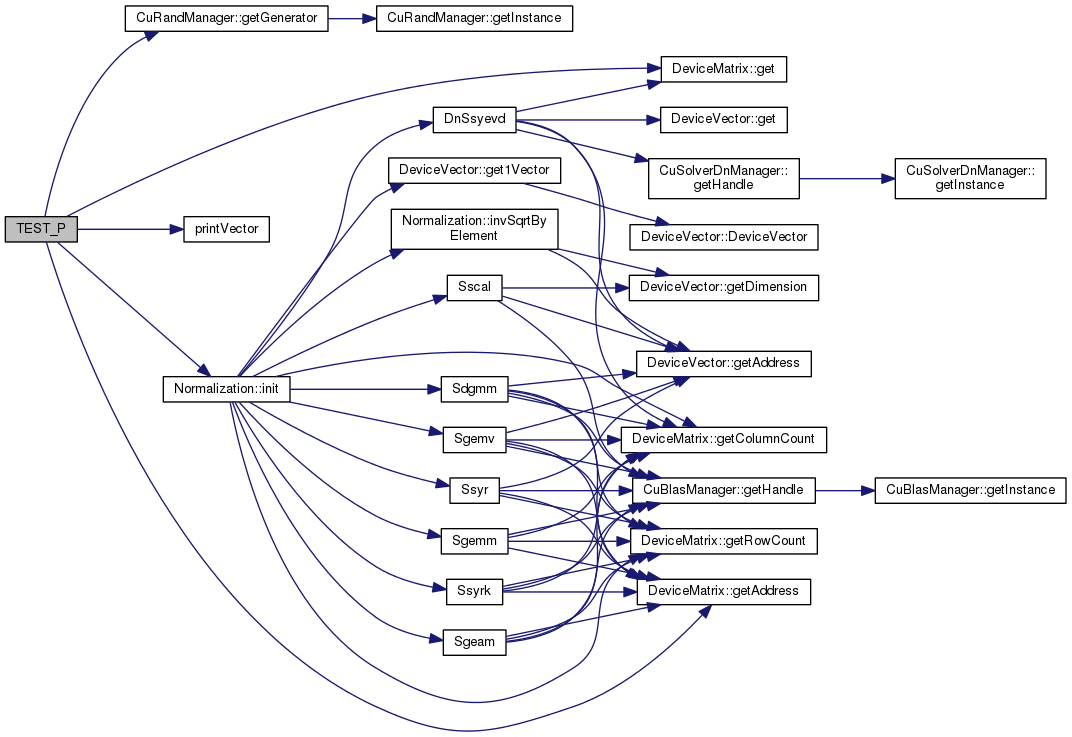 CuRandManager::getGenerator
CuRandManager::getInstance
DeviceMatrix::get
DnSsyevd
DeviceVector::get
DeviceVector::get1Vector
CuSolverDnManager::
getHandle
CuSolverDnManager::
getInstance
TEST_P
printVector
Normalization::invSqrtBy
Element
DeviceVector::DeviceVector
Sscal
DeviceVector::getDimension
DeviceVector::getAddress
Normalization::init
Sdgmm
Sgemv
DeviceMatrix::getColumnCount
Ssyr
CuBlasManager::getHandle
CuBlasManager::getInstance
Sgemm
DeviceMatrix::getRowCount
Ssyrk
DeviceMatrix::getAddress
Sgeam